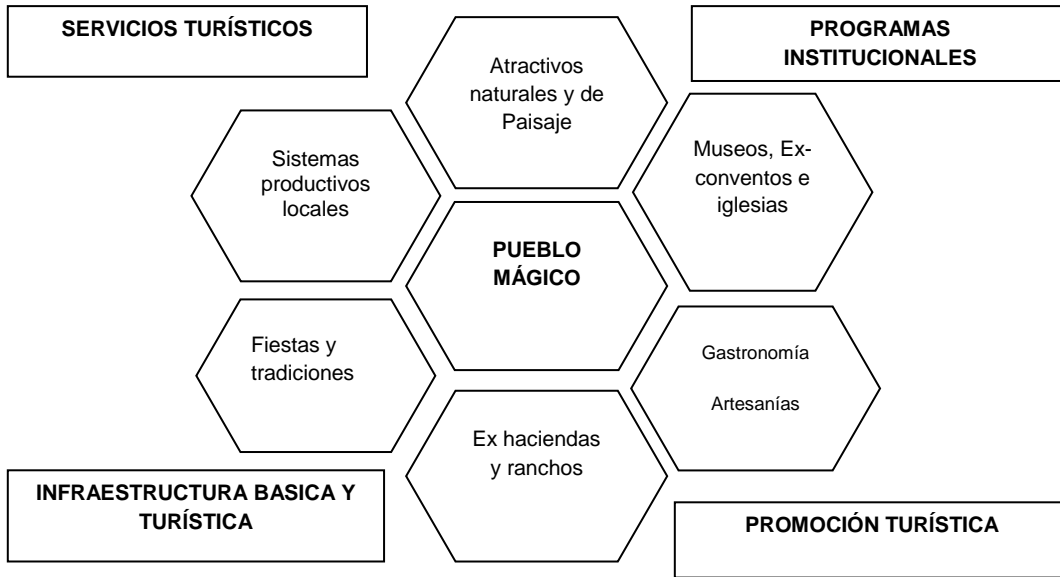 SERVICIOS TURÍSTICOS
PROGRAMAS
INSTITUCIONALES
Atractivos
naturales y de
Paisaje
Sistemas
productivos
locales
Museos, Ex-
conventos e
iglesias
PUEBLO
MÁGICO
Fiestas y
tradiciones
Gastronomía
Artesanías
Ex haciendas
y ranchos
INFRAESTRUCTURA BASICA Y
TURÍSTICA
PROMOCIÓN TURÍSTICA